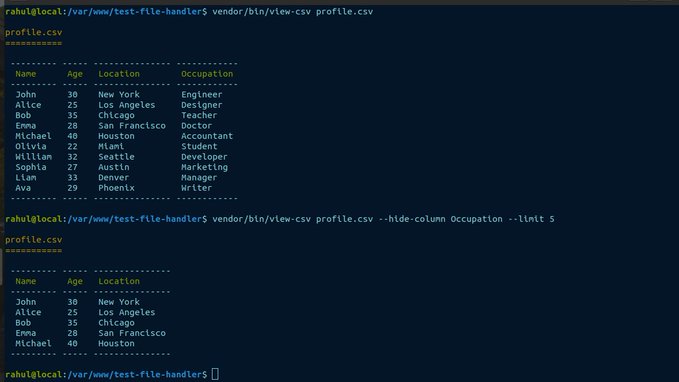 rahul@local:/var/www/test-file-handler$ vendor/bin/view-csv profile.csv
profile.csv
===========
--------- ----- --------------- ------------
Name Age Location Occupation
--------- ----- --------------- ------------
John 30 New York Engineer
Alice 25 Los Angeles Designer
Bob 35 Chicago Teacher
Emma 28 San Francisco Doctor
Michael 40 Houston Accountant
Olivia 22 Miami Student
William 32 Seattle Developer
Sophia 27 Austin Marketing
Liam 33 Denver Manager
Ava 29 Phoenix Writer
--------- ----- --------------- ------------
rahul@local:/var/www/test-file-handler$ vendor/bin/view-csv profile.csv --hide-column Occupation --limit 5
profile.csv
===========
--------- ----- ---------------
Name Age Location
--------- ----- ---------------
John 30 New York
Alice 25 Los Angeles
Bob 35 Chicago
Emma 28 San Francisco
Michael 40 Houston
--------- ----- ---------------
rahul@local:/var/www/test-file-handler$